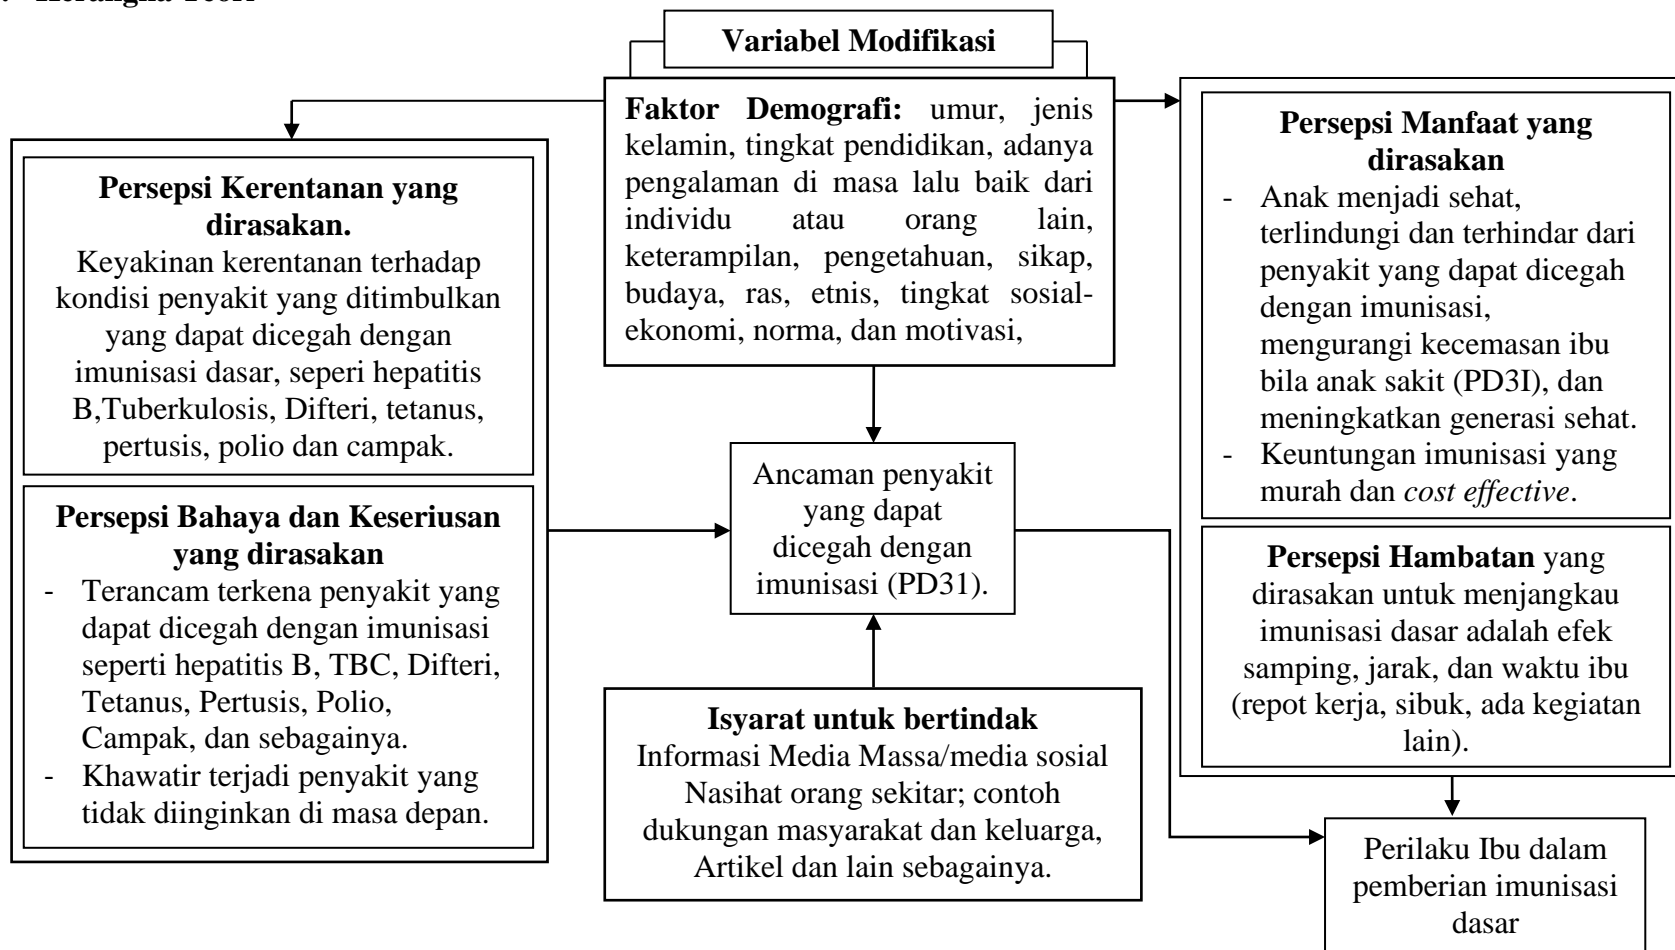 Variabel Modifikasi
Faktor Demografi: umur, jenis
kelamin, tingkat pendidikan, adanya
pengalaman di masa lalu baik dari
individu atau orang lain,
keterampilan, pengetahuan, sikap,
budaya, ras, etnis, tingkat sosial-
ekonomi, norma, dan motivasi,
Persepsi Kerentanan yang
dirasakan.
Keyakinan kerentanan terhadap
kondisi penyakit yang ditimbulkan
yang dapat dicegah dengan
imunisasi dasar, seperi hepatitis
B,Tuberkulosis, Difteri, tetanus,
pertusis, polio dan campak.
Persepsi Bahaya dan Keseriusan
yang dirasakan
- Terancam terkena penyakit yang
dapat dicegah dengan imunisasi
seperti hepatitis B, TBC, Difteri,
Tetanus, Pertusis, Polio,
Campak, dan sebagainya.
- Khawatir terjadi penyakit yang
tidak diinginkan di masa depan.
Ancaman penyakit
yang dapat
dicegah dengan
imunisasi (PD31).
Isyarat untuk bertindak
Informasi Media Massa/media sosial
Nasihat orang sekitar; contoh
dukungan masyarakat dan keluarga,
Artikel dan lain sebagainya.
Persepsi Manfaat yang
dirasakan
- Anak menjadi sehat,
terlindungi dan terhindar dari
penyakit yang dapat dicegah
dengan imunisasi,
mengurangi kecemasan ibu
bila anak sakit (PD3I), dan
meningkatkan generasi sehat.
- Keuntungan imunisasi yang
murah dan cost effective.
Persepsi Hambatan yang
dirasakan untuk menjangkau
imunisasi dasar adalah efek
samping, jarak, dan waktu ibu
(repot kerja, sibuk, ada kegiatan
lain).
Perilaku Ibu dalam
pemberian imunisasi
dasar